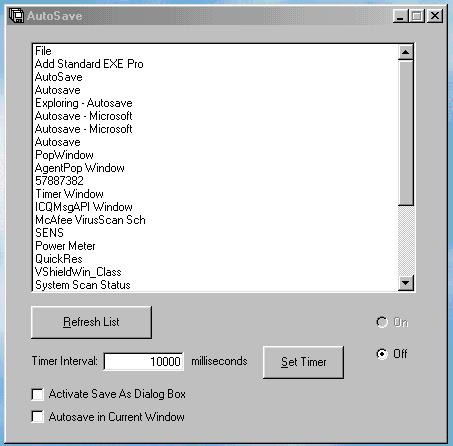 AutoSave
File
Add Standard EXE Pro
AutoSave
Autosave
Exploring - Autosave
Autosave - Microsoft
Autosave - Microsoft
Autosave
PopWindow
AgentPop Window
57887382
Timer Window
ICQMsgAPI Window
McAfee VirusScan Sch
SENS
Power Meter
QuickRes
VShieldWin_Class
System Scan Status
Refresh List
On
Timer Interval: 10000 milliseconds Set Timer Off
Activate Save As Dialog Box
Autosave in Current Window